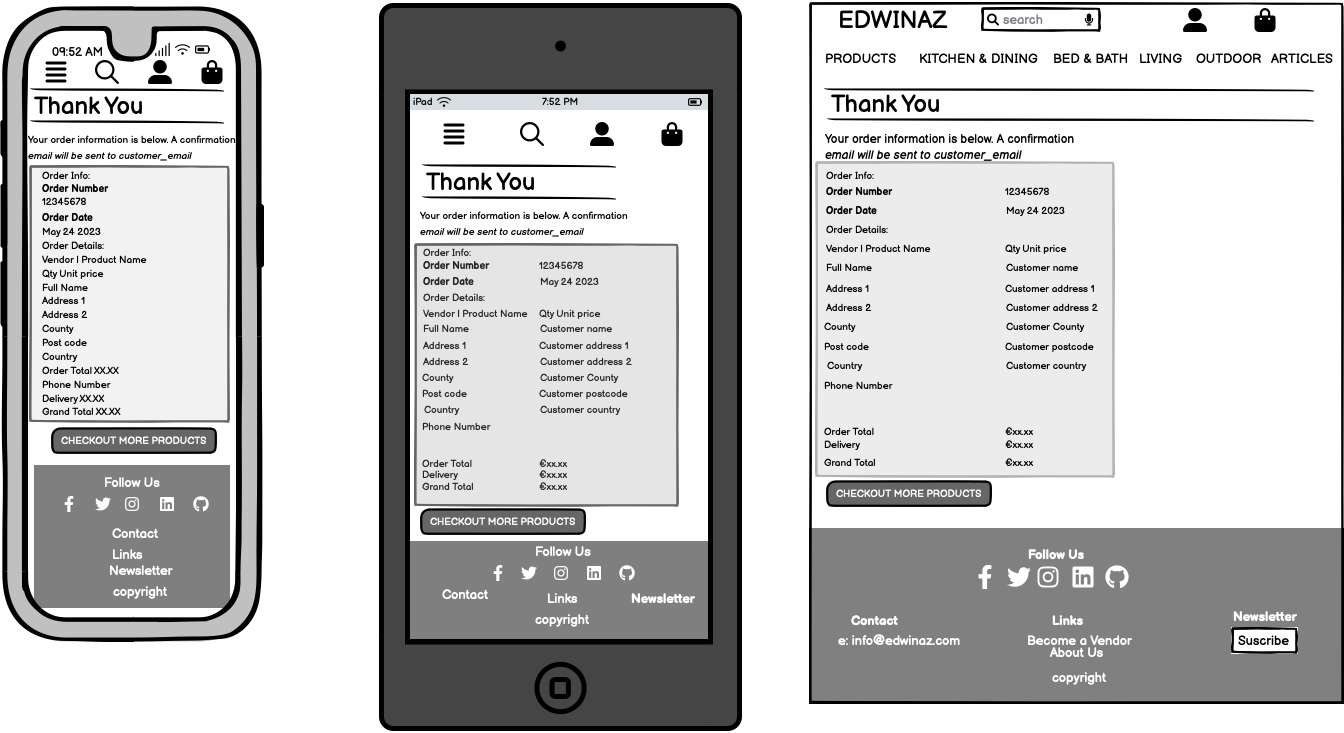 09:52 AM
Thank You
Your order information is below. A confirmation
email will be sent to customer_email
Order Info:
Order Number
12345678
Order Date
May 24 2023
Order Details:
Vendor | Product Name
Qty Unit price
Full Name
Address 1
Address 2
County
Post code
Country
Order Total XX.XX
Phone Number
Delivery XX.XX
Grand Total XX.XX
CHECKOUT MORE PRODUCTS
Follow Us
Contact
Links
Newsletter
copyright
iPad 7:52 PM
Thank You
Your order information is below. A confirmation
email will be sent to customer_email
Order Info:
Order Number 12345678
Order Date May 24 2023
Order Details:
Vendor | Product Name Qty Unit price
Full Name Customer name
Address 1 Customer address 1
Address 2 Customer address 2
County Customer County
Post code Customer postcode
Country Customer country
Phone Number
Order Total €xx.xx
Delivery €xx.xx
Grand Total €xx.xx
CHECKOUT MORE PRODUCTS
Follow Us
Contact Links Newsletter
copyright
EDWINAZ search
PRODUCTS KITCHEN & DINING BED & BATH LIVING OUTDOOR ARTICLES
Thank You
Your order information is below. A confirmation
email will be sent to customer_email
Order Info:
Order Number 12345678
Order Date May 24 2023
Order Details:
Vendor | Product Name Qty Unit price
Full Name Customer name
Address 1 Customer address 1
Address 2 Customer address 2
County Customer County
Post code Customer postcode
Country Customer country
Phone Number
Order Total €xx.xx
Delivery €xx.xx
Grand Total €xx.xx
CHECKOUT MORE PRODUCTS
Follow Us
Contact Links Newsletter
e: info@edwinaz.com Become a Vendor Suscribe
About Us
copyright